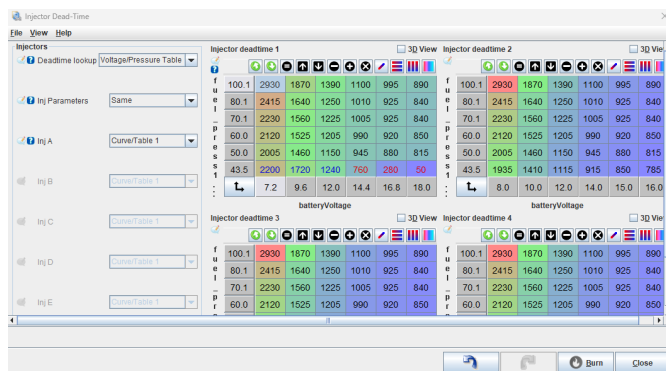 Injector Dead-Time
File View Help
Injectors
Deadtime lookup Voltage/Pressure Table
Inj Parameters Same
Inj A Curve/Table 1
Inj B Curve/Table 1
Inj C Curve/Table 1
Inj D Curve/Table 1
Inj E Curve/Table 1
Injector deadtime 1 3D View
fuel_press1:
100.1 2930 1870 1390 1100 995 890
80.1 2415 1640 1250 1010 925 840
70.1 2230 1560 1225 1005 925 840
60.0 2120 1525 1205 990 920 850
50.0 2005 1460 1150 945 880 815
43.5 2200 1720 1240 760 280 50
7.2 9.6 12.0 14.4 16.8 18.0
batteryVoltage
Injector deadtime 2 3D Vie
fuel_press1:
100.1 2930 1870 1390 1100 995 890
80.1 2415 1640 1250 1010 925 840
70.1 2230 1560 1225 1005 925 840
60.0 2120 1525 1205 990 920 850
50.0 2005 1460 1150 945 880 815
43.5 1935 1410 1115 915 850 785
8.0 10.0 12.0 14.0 15.0 16.0
batteryVoltage
Injector deadtime 3 3D View
fuel_pr
100.1 2930 1870 1390 1100 995 890
80.1 2415 1640 1250 1010 925 840
70.1 2230 1560 1225 1005 925 840
60.0 2120 1525 1205 990 920 850
Injector deadtime 4 3D Vie
fuel_pr
100.1 2930 1870 1390 1100 995 890
80.1 2415 1640 1250 1010 925 840
70.1 2230 1560 1225 1005 925 840
60.0 2120 1525 1205 990 920 850
Burn
Close